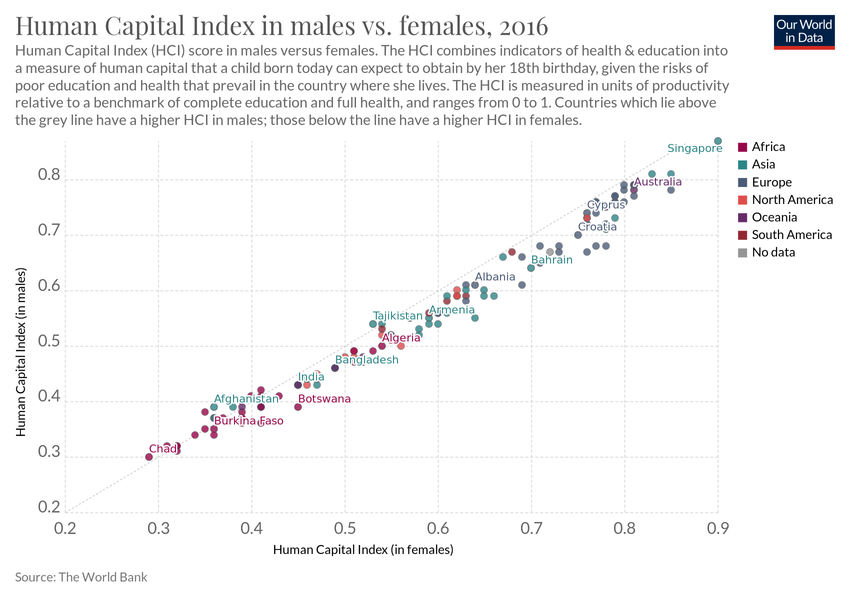 Human Capital Index in males vs. females, 2016
Our World
in Data
Human Capital Index (HCI) score in males versus females. The HCI combines indicators of health & education into
a measure of human capital that a child born today can expect to obtain by her 18th birthday, given the risks of
poor education and health that prevail in the country where she lives. The HCI is measured in units of productivity
relative to a benchmark of complete education and full health, and ranges from 0 to 1. Countries which lie above
the grey line have a higher HCI in males; those below the line have a higher HCI in females.
Singapore
Africa
Asia
Europe
North America
Oceania
South America
No data
0.8
Australia
Cyprus
Croatia
0.7
Bahrain
0.6
Albania
Armenia
Tajikistan
0.5
Algeria
Bangladesh
India
0.4
Afghanistan
Botswana
Burkina Faso
0.3
Chad
0.2
0.2 0.3 0.4 0.5 0.6 0.7 0.8 0.9
Human Capital Index (in males)
Human Capital Index (in females)
Source: The World Bank